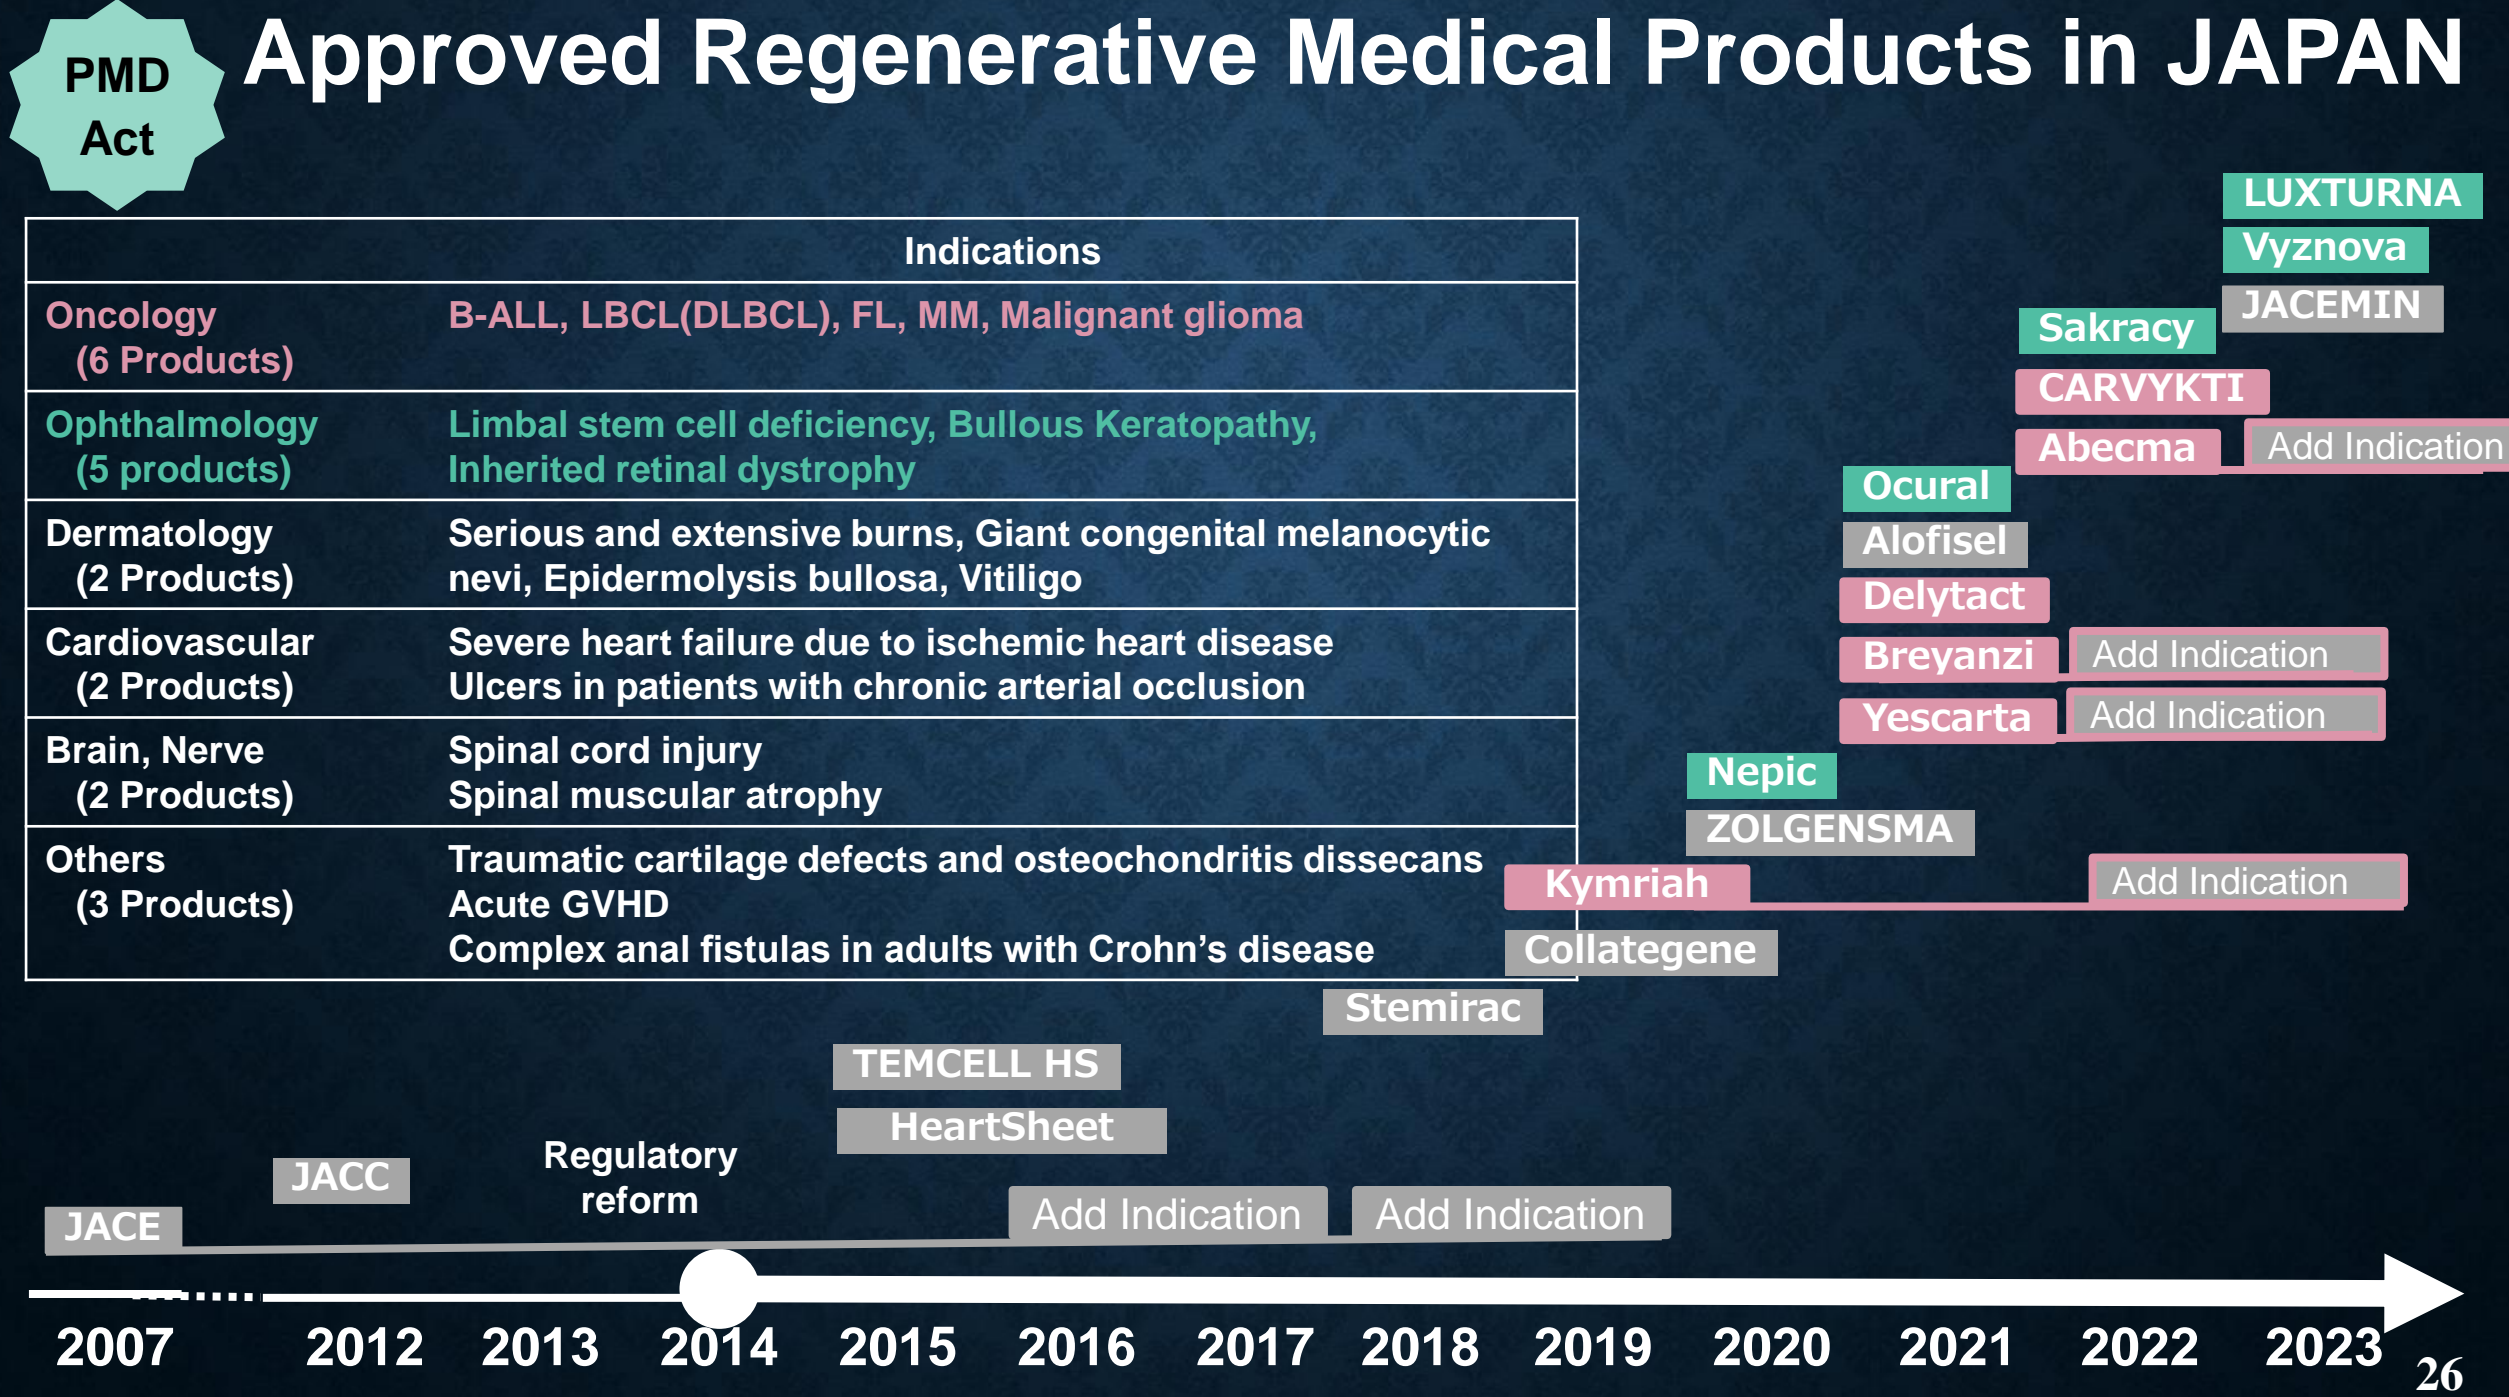 PMD
Act
Approved Regenerative Medical Products in JAPAN
Indications
Oncology
(6 Products)
B-ALL, LBCL(DLBCL), FL, MM, Malignant glioma
Ophthalmology
(5 products)
Limbal stem cell deficiency, Bullous Keratopathy,
Inherited retinal dystrophy
Dermatology
(2 Products)
Serious and extensive burns, Giant congenital melanocytic
nevi, Epidermolysis bullosa, Vitiligo
Cardiovascular
(2 Products)
Severe heart failure due to ischemic heart disease
Ulcers in patients with chronic arterial occlusion
Brain, Nerve
(2 Products)
Spinal cord injury
Spinal muscular atrophy
Others
(3 Products)
Traumatic cartilage defects and osteochondritis dissecans
Acute GVHD
Complex anal fistulas in adults with Crohn's disease
LUXTURNA
Vyznova
JACEMIN
Sakracy
CARVYKTI
Abecma
Add Indication
Ocural
Alofisel
Delytact
Breyanzi
Add Indication
Yescarta
Add Indication
Nepic
ZOLGENSMA
Kymriah
Add Indication
Collategene
Stemirac
TEMCELL HS
HeartSheet
JACC
Regulatory
reform
JACE
Add Indication
Add Indication
2007
2012
2013
2014
2015
2016
2017
2018
2019
2020
2021
2022
2023
26